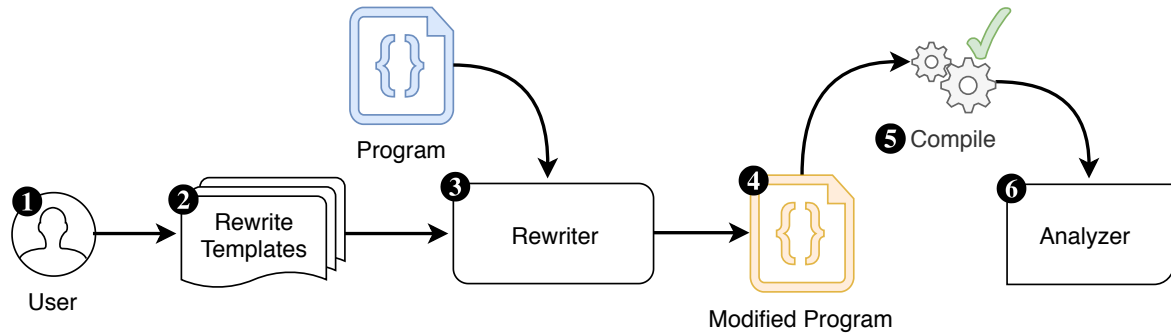 { }
Program
5 Compile
1
User
2
Rewrite
Templates
3
Rewriter
4
{ }
Modified Program
6
Analyzer